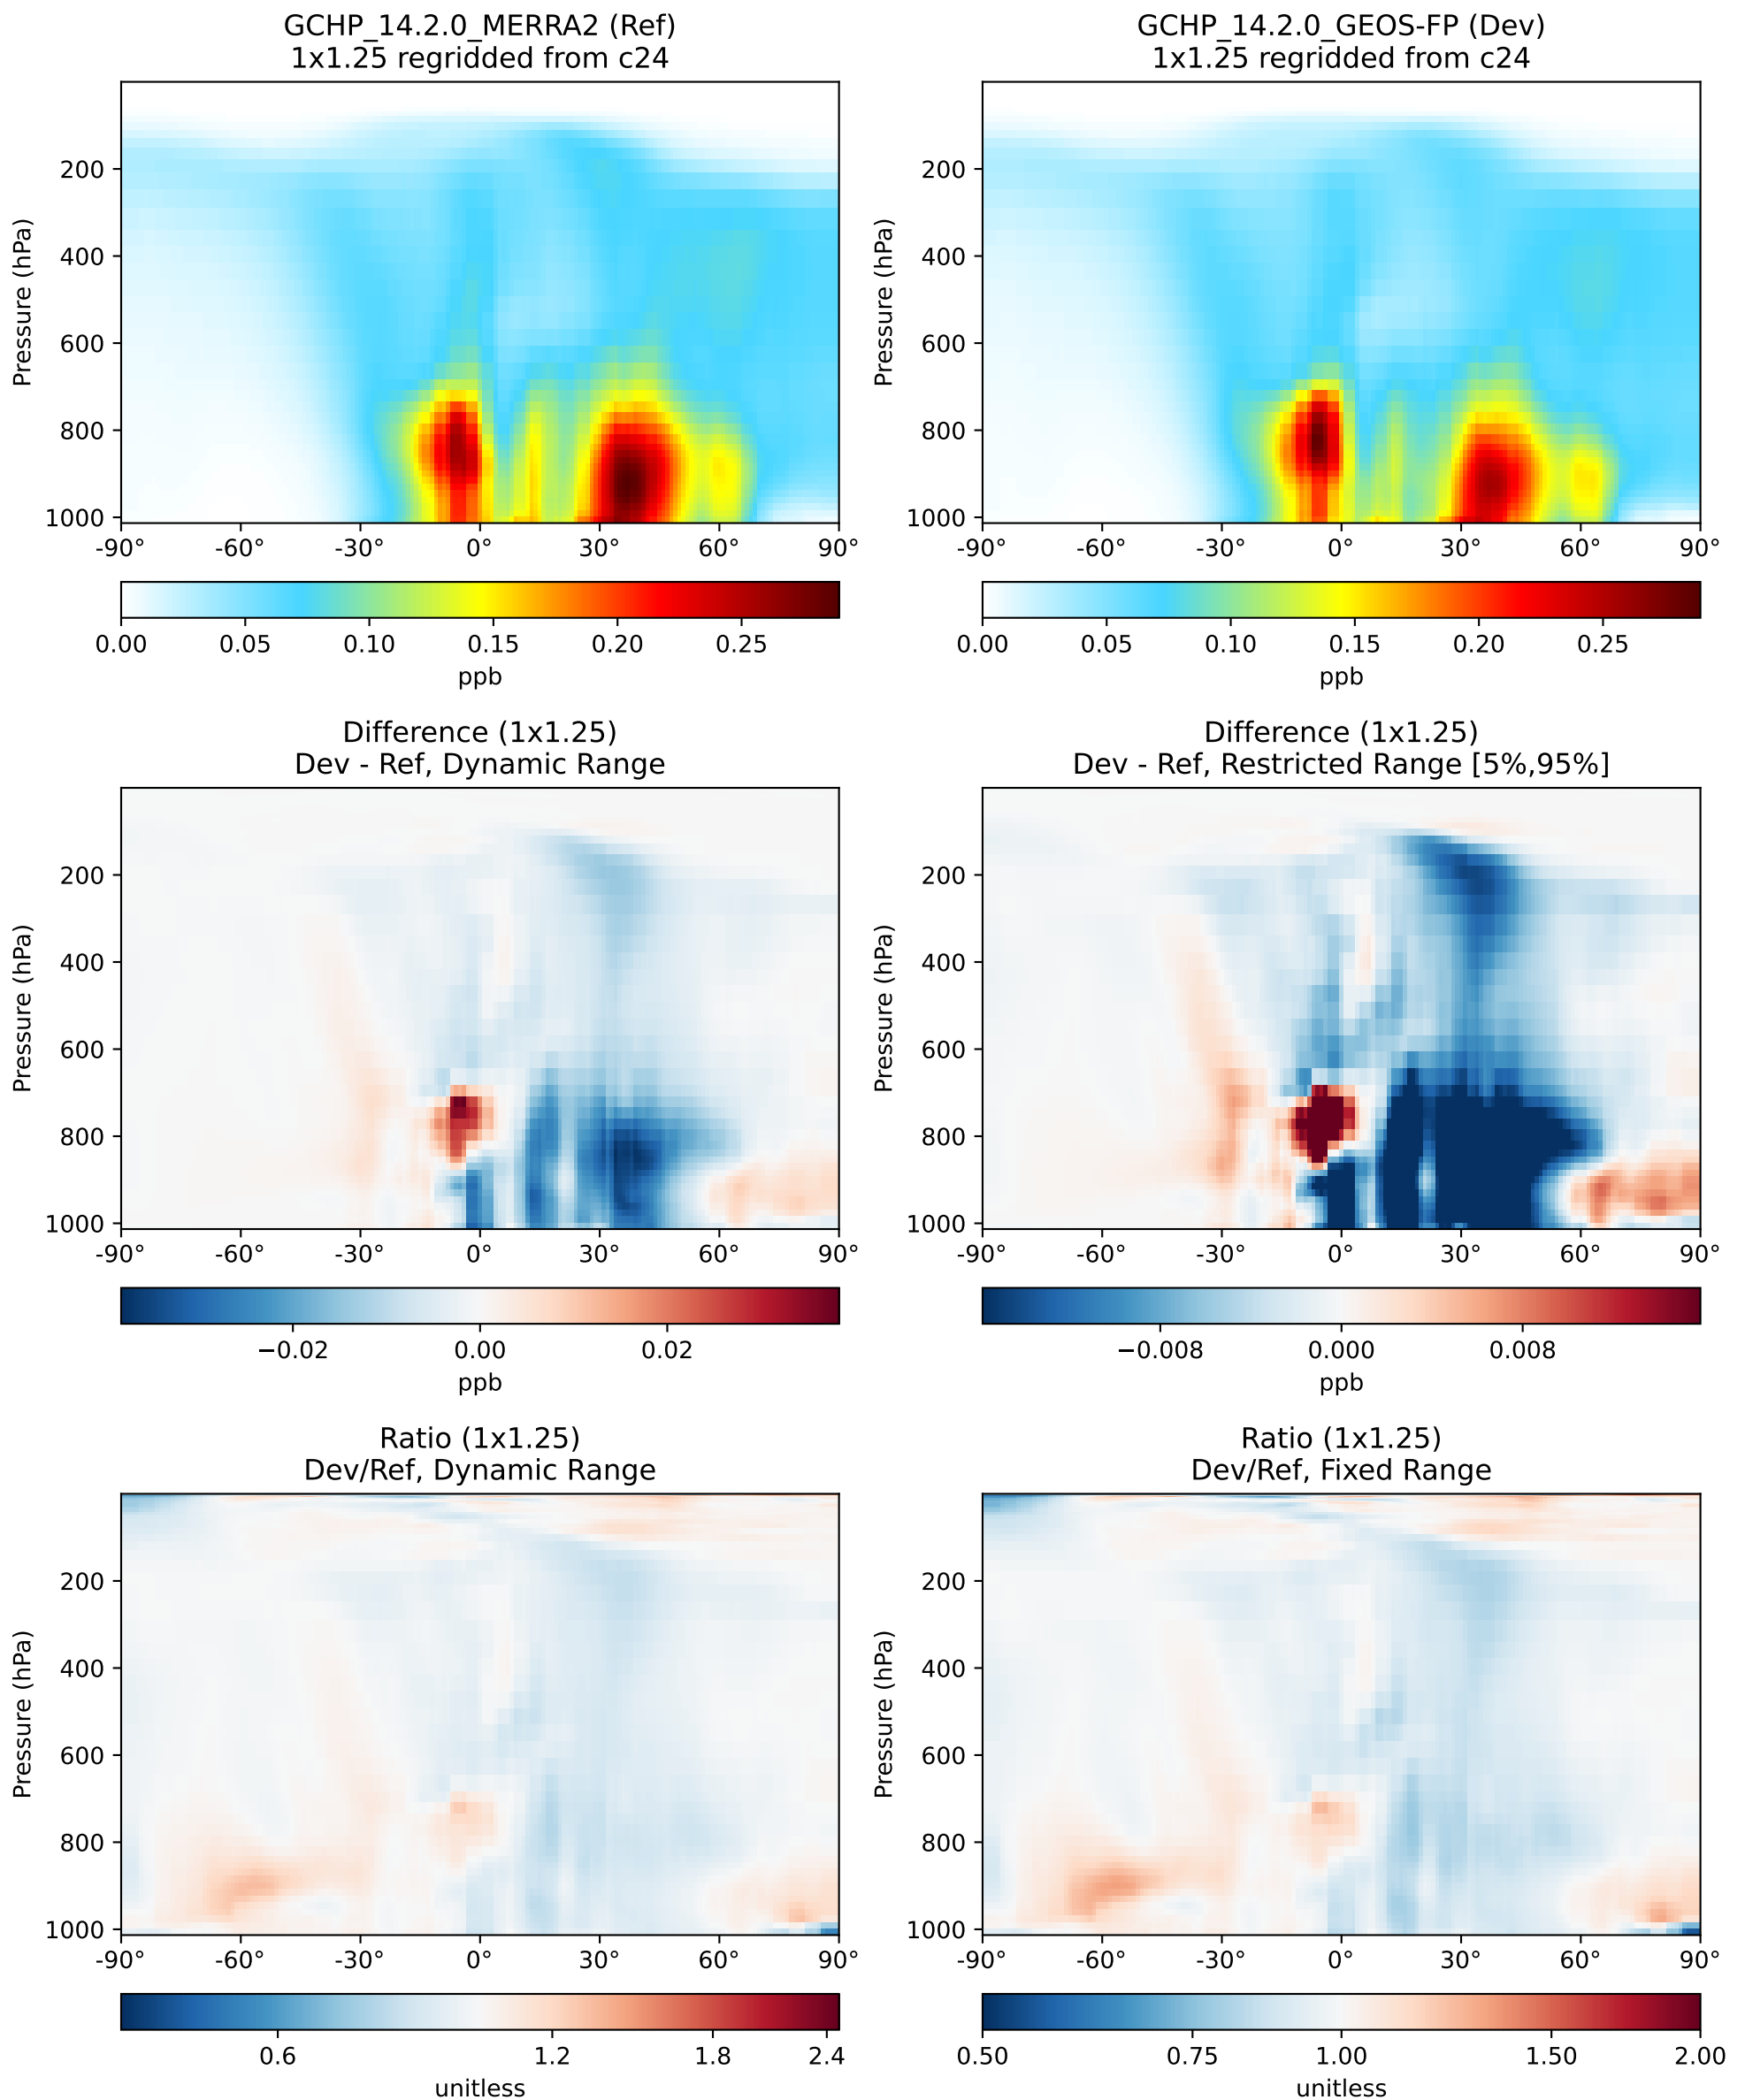 GCHP_14.2.0_MERRA2 (Ref)
1x1.25 regridded from c24
Pressure (hPa)
200
400
600
800
1000
-90° -60° -30° 0° 30° 60° 90°
0.00 0.05 0.10 0.15 0.20 0.25
ppb
GCHP_14.2.0_GEOS-FP (Dev)
1x1.25 regridded from c24
Pressure (hPa)
200
400
600
800
1000
-90° -60° -30° 0° 30° 60° 90°
0.00 0.05 0.10 0.15 0.20 0.25
ppb
Difference (1x1.25)
Dev - Ref, Dynamic Range
Pressure (hPa)
200
400
600
800
1000
-90° -60° -30° 0° 30° 60° 90°
−0.02 0.00 0.02
ppb
Difference (1x1.25)
Dev - Ref, Restricted Range [5%,95%]
Pressure (hPa)
200
400
600
800
1000
-90° -60° -30° 0° 30° 60° 90°
−0.008 0.000 0.008
ppb
Ratio (1x1.25)
Dev/Ref, Dynamic Range
Pressure (hPa)
200
400
600
800
1000
-90° -60° -30° 0° 30° 60° 90°
0.6 1.2 1.8 2.4
unitless
Ratio (1x1.25)
Dev/Ref, Fixed Range
Pressure (hPa)
200
400
600
800
1000
-90° -60° -30° 0° 30° 60° 90°
0.50 0.75 1.00 1.50 2.00
unitless